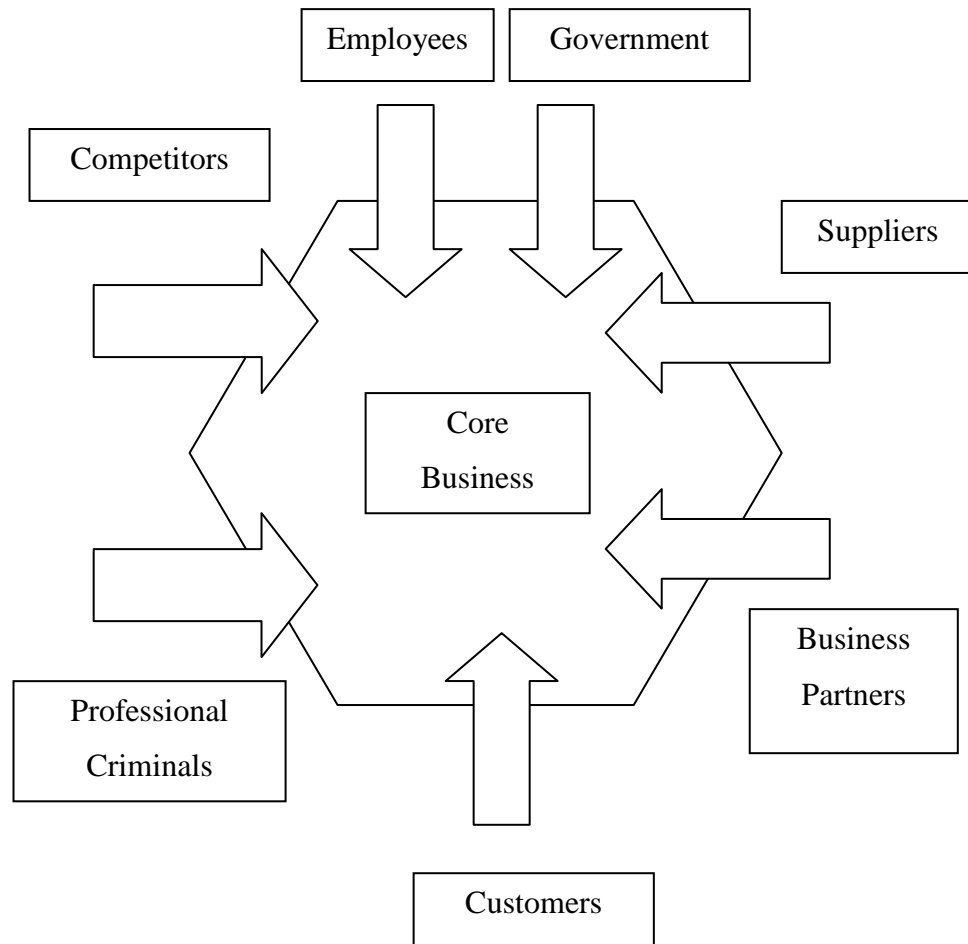 Employees
Government
Competitors
Suppliers
Core
Business
Business
Partners
Professional
Criminals
Customers